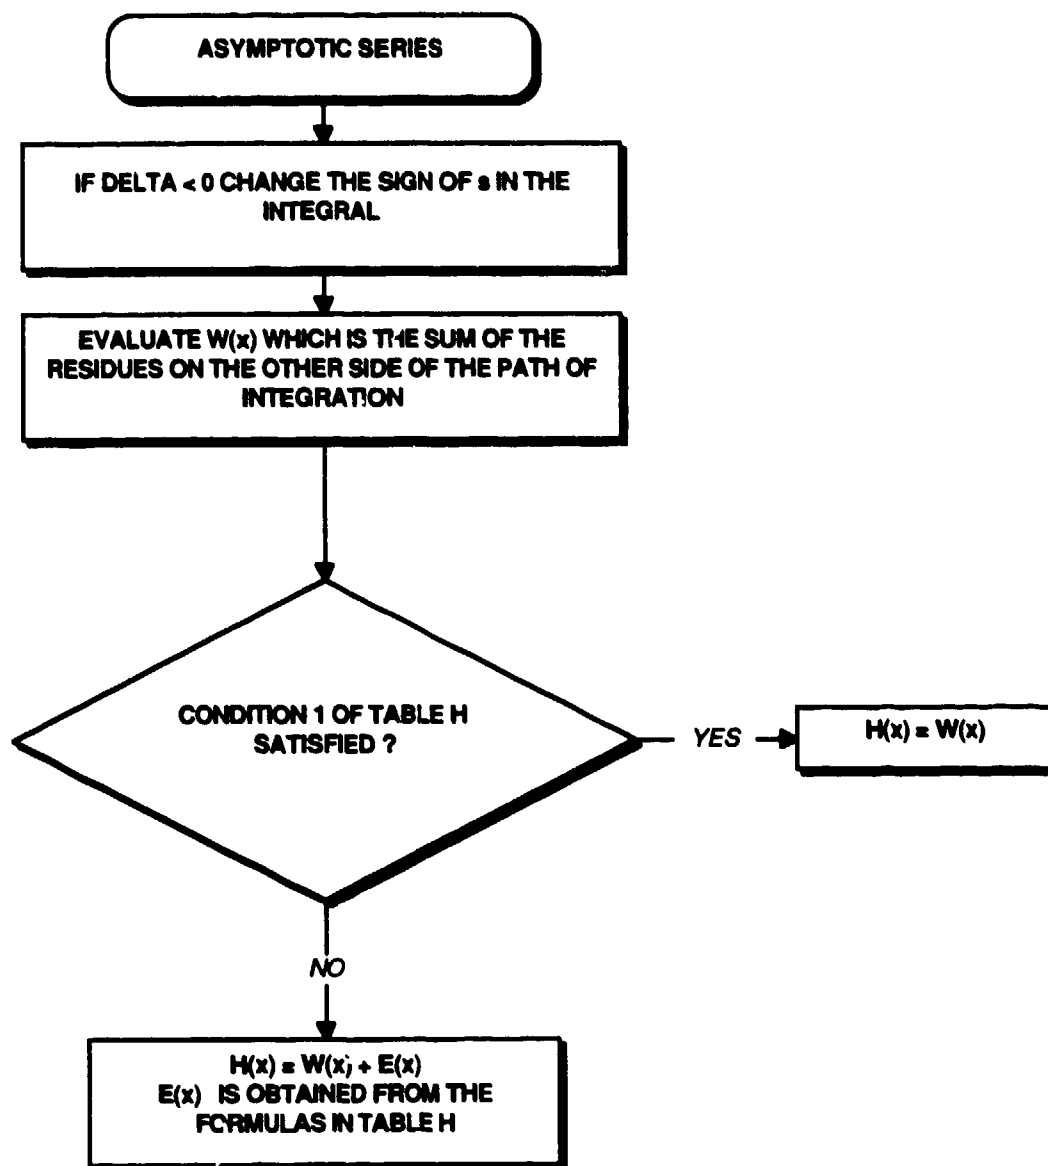 ASYMPTOTIC SERIES
IF DELTA < 0 CHANGE THE SIGN OF s IN THE
INTEGRAL
EVALUATE W(x) WHICH IS THE SUM OF THE
RESIDUES ON THE OTHER SIDE OF THE PATH OF
INTEGRATION
CONDITION 1 OF TABLE H
SATISFIED ?
YES
H(x) = W(x)
NO
H(x) = W(x) + E(x)
E(x) IS OBTAINED FROM THE
FORMULAS IN TABLE H